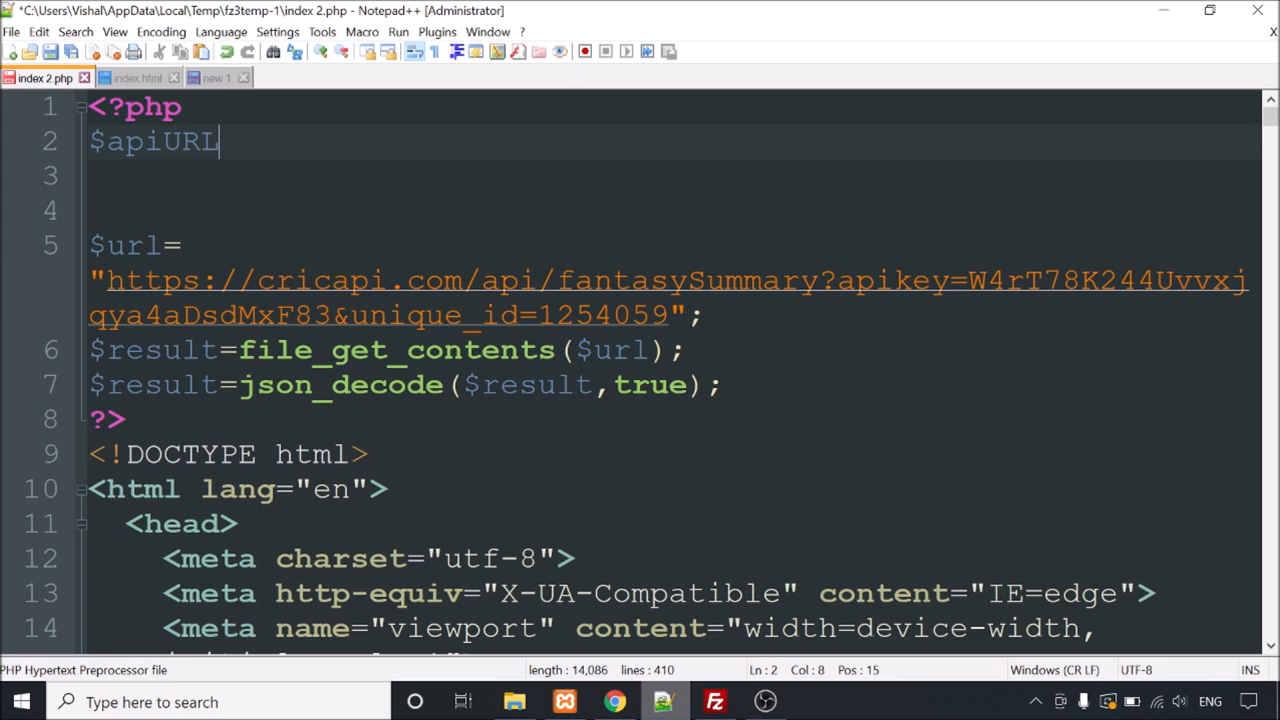 *C:\Users\Vishal\AppData\Local\Temp\fz3temp-1\index 2.php - Notepad++ [Administrator]
File Edit Search View Encoding Language Settings Tools Macro Run Plugins Window ? X
index 2.php index.html new 1
1 <?php
2 $apiURL
3
4
5 $url=
"https://cricapi.com/api/fantasySummary?apikey=W4rT78K244Uvvxj
qya4aDsdMxF83&unique_id=1254059";
6 $result=file_get_contents($url);
7 $result=json_decode($result,true);
8 ?>
9 <!DOCTYPE html>
10 <html lang="en">
11 <head>
12 <meta charset="utf-8">
13 <meta http-equiv="X-UA-Compatible" content="IE=edge">
14 <meta name="viewport" content="width=device-width,
PHP Hypertext Preprocessor file length : 14,086 lines : 410 Ln : 2 Col : 8 Pos : 15 Windows (CR LF) UTF-8 INS
Type here to search ENG